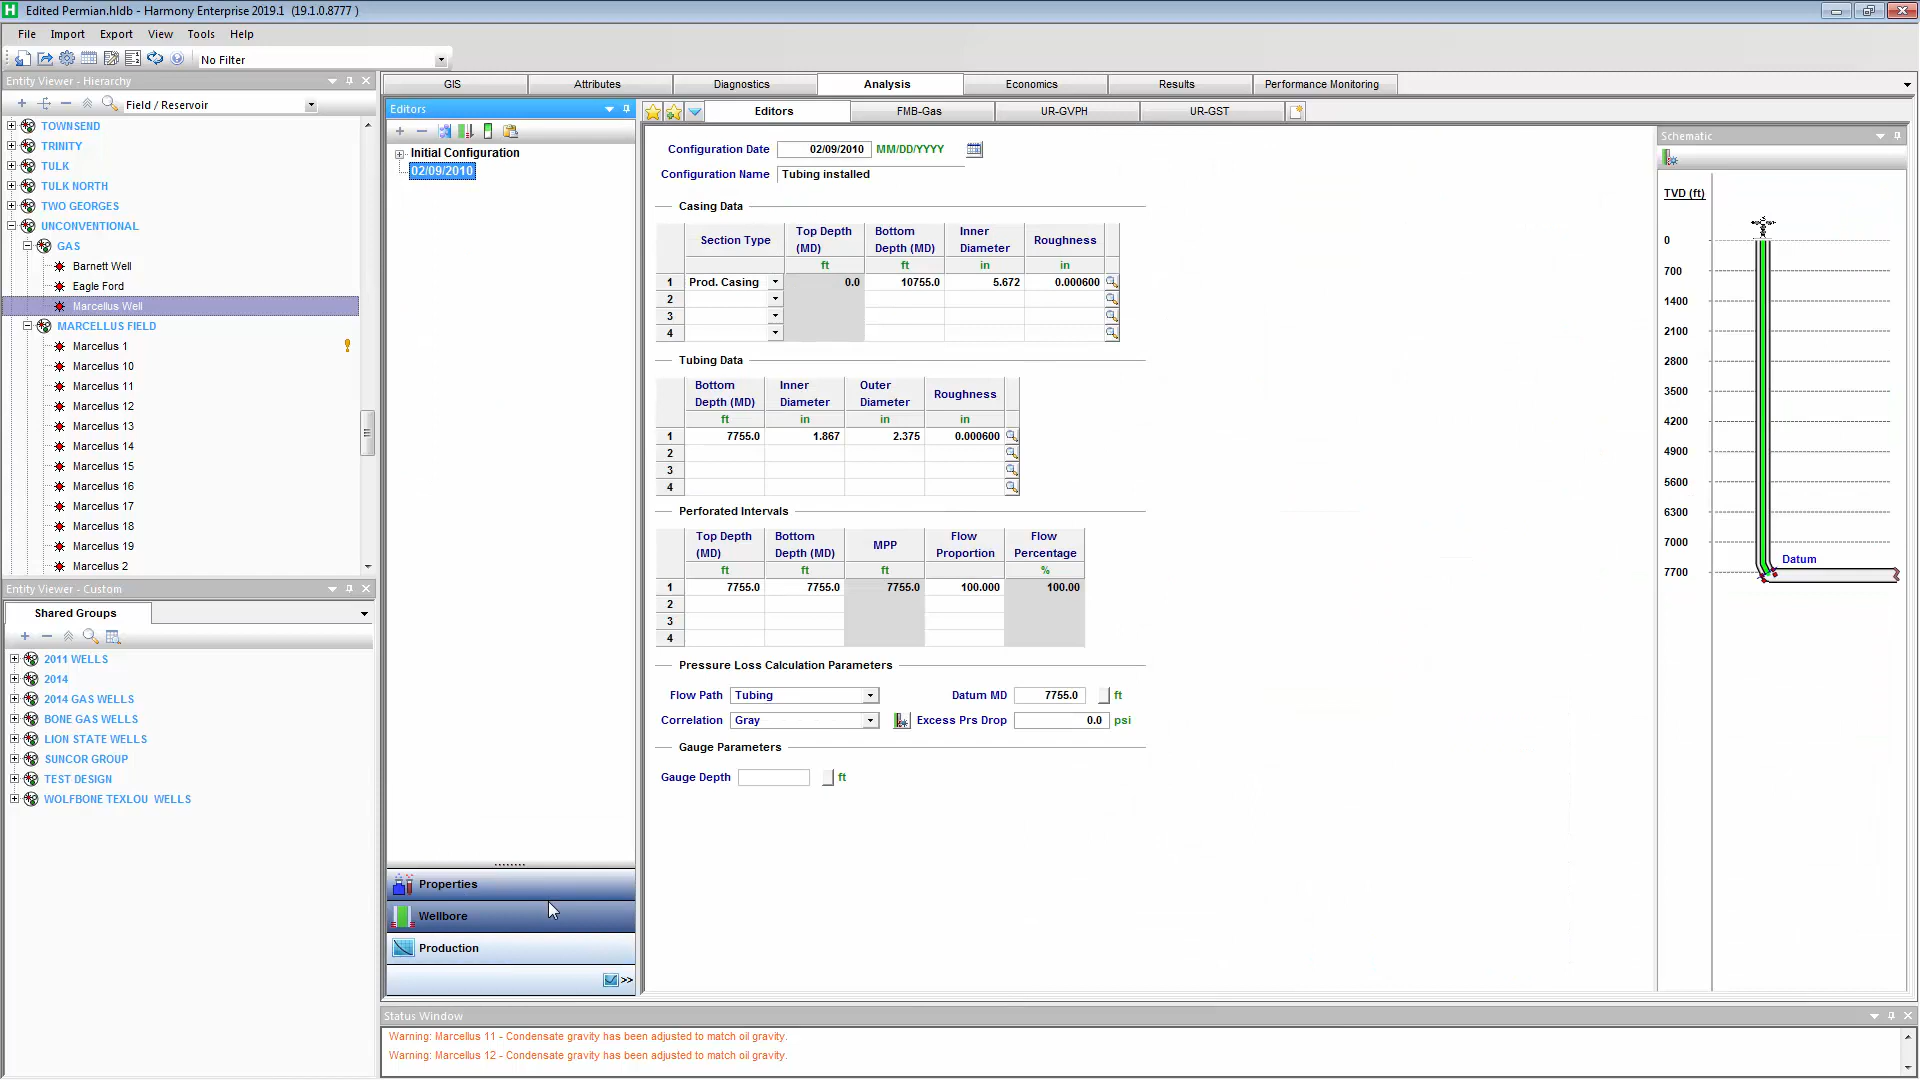 Edited Permian.hldb - Harmony Enterprise 2019.1 (19.1.0.8777 )
File Import Export View Tools Help
No Filter
Entity Viewer - Hierarchy
Field / Reservoir
TOWNSEND
TRINITY
TULK
TULK NORTH
TWO GEORGES
UNCONVENTIONAL
GAS
Barnett Well
Eagle Ford
Marcellus Well
MARCELLUS FIELD
Marcellus 1
Marcellus 10
Marcellus 11
Marcellus 12
Marcellus 13
Marcellus 14
Marcellus 15
Marcellus 16
Marcellus 17
Marcellus 18
Marcellus 19
Marcellus 2
Entity Viewer - Custom
Shared Groups
2011 WELLS
2014
2014 GAS WELLS
BONE GAS WELLS
LION STATE WELLS
SUNCOR GROUP
TEST DESIGN
WOLFBONE TEXLOU WELLS
GIS Attributes Diagnostics Analysis Economics Results Performance Monitoring
Editors
Initial Configuration
02/09/2010
Properties
Wellbore
Production
>>
Editors FMB-Gas UR-GVPH UR-GST
Configuration Date 02/09/2010 MM/DD/YYYY
Configuration Name Tubing installed
Casing Data
Section Type Top Depth (MD) Bottom Depth (MD) Inner Diameter Roughness
ft ft in in
1 Prod. Casing 0.0 10755.0 5.672 0.000600
2
3
4
Tubing Data
Bottom Depth (MD) Inner Diameter Outer Diameter Roughness
ft in in in
1 7755.0 1.867 2.375 0.000600
2
3
4
Perforated Intervals
Top Depth (MD) Bottom Depth (MD) MPP Flow Proportion Flow Percentage
ft ft ft %
1 7755.0 7755.0 7755.0 100.000 100.00
2
3
4
Pressure Loss Calculation Parameters
Flow Path Tubing Datum MD 7755.0 ft
Correlation Gray Excess Prs Drop 0.0 psi
Gauge Parameters
Gauge Depth ft
Schematic
TVD (ft)
0
700
1400
2100
2800
3500
4200
4900
5600
6300
7000
Datum
7700
Status Window
Warning: Marcellus 11 - Condensate gravity has been adjusted to match oil gravity.
Warning: Marcellus 12 - Condensate gravity has been adjusted to match oil gravity.